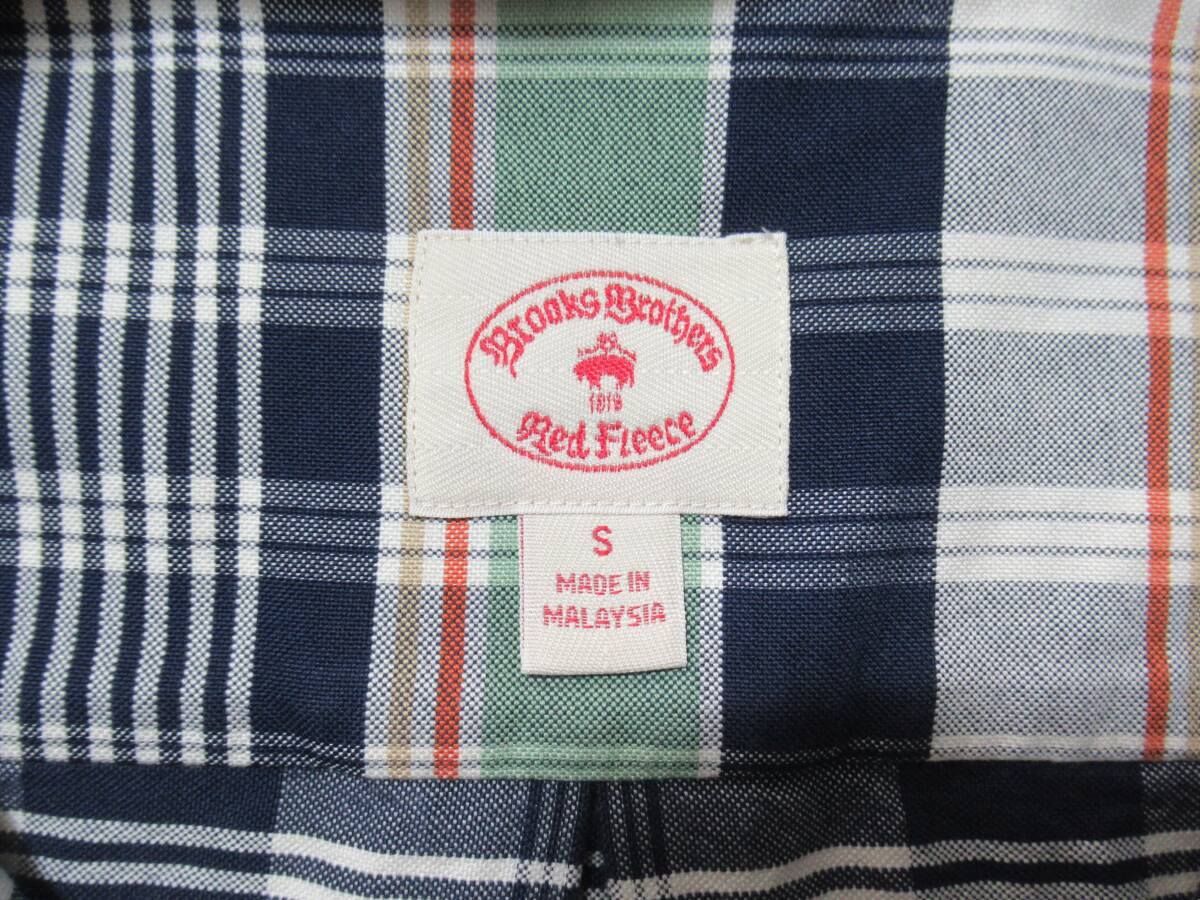 Brooks Brothers
1818
Red Fleece
S
MADE IN
MALAYSIA